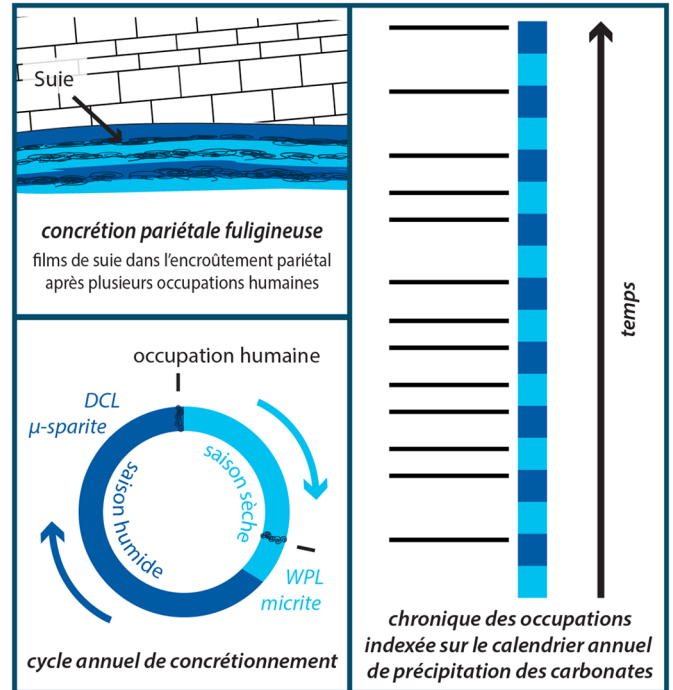 Suie
concrétion pariétale fuligineuse
films de suie dans l'encroûtement pariétal
après plusieurs occupations humaines
occupation humaine
DCL
μ-sparite
saison sèche
saison humide
WPL
micrite
cycle annuel de concrétionnement
temps
chronique des occupations
indexée sur le calendrier annuel
de précipitation des carbonates